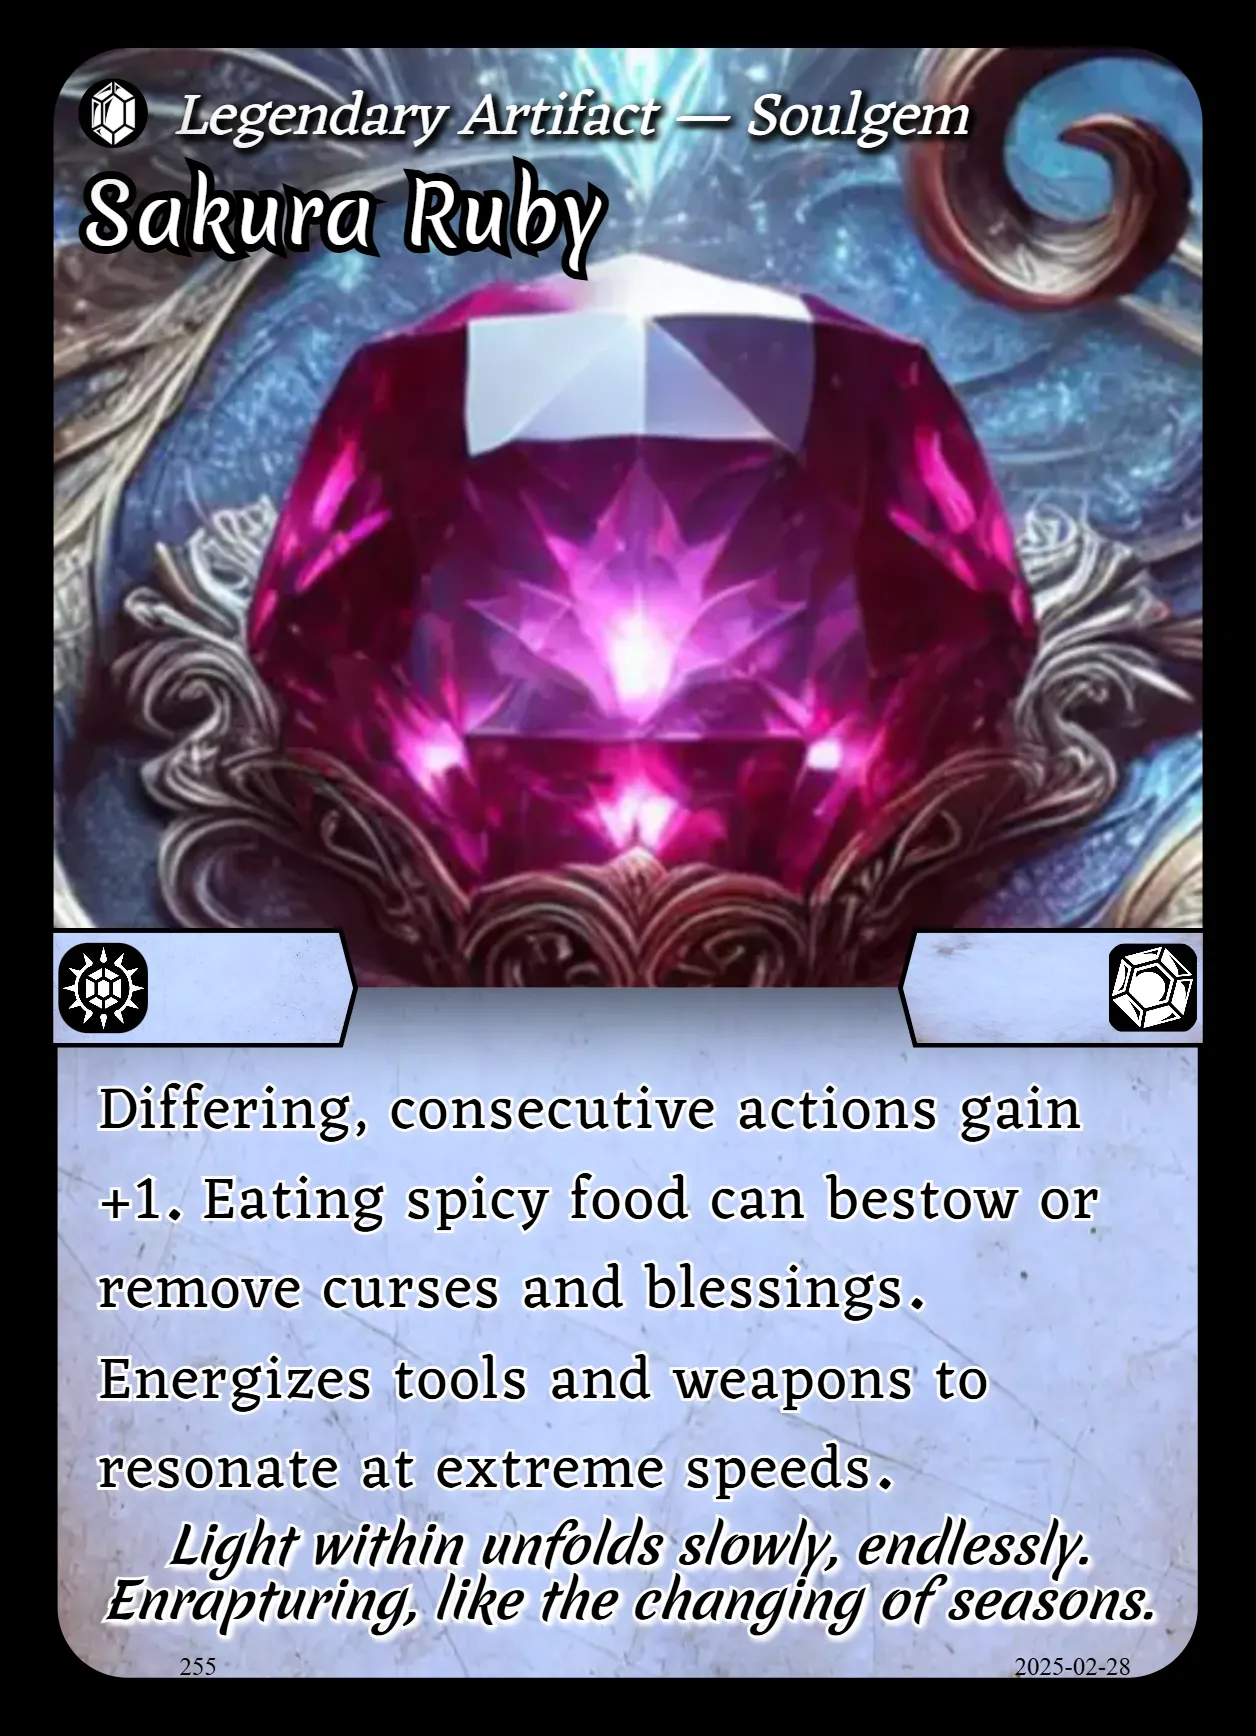 Legendary Artifact — Soulgem
Sakura Ruby
Differing, consecutive actions gain
+1. Eating spicy food can bestow or
remove curses and blessings.
Energizes tools and weapons to
resonate at extreme speeds.
Light within unfolds slowly, endlessly.
Enrapturing, like the changing of seasons.
255
2025-02-28